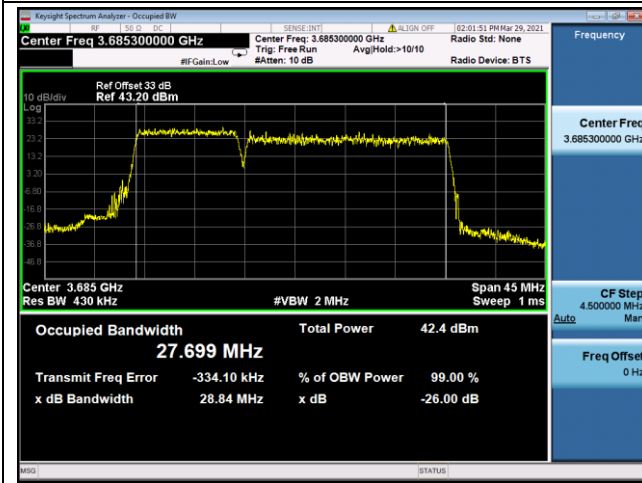 Keysight Spectrum Analyzer - Occupied BW
RF 50 Ω DC SENSE:INT ALIGN OFF 02:01:51 PM Mar 29, 2021
Center Freq 3.685300000 GHz Center Freq: 3.685300000 GHz Radio Std: None Frequency
Trig: Free Run Avg|Hold:>10/10
#IFGain:Low #Atten: 10 dB Radio Device: BTS
Ref Offset 33 dB
10 dB/div Ref 43.20 dBm
Log
33.2
23.2
13.2
3.20
-6.80
-16.8
-26.8
-36.8
-46.8
Center Freq
3.685300000 GHz
Center 3.685 GHz Span 45 MHz
Res BW 430 kHz #VBW 2 MHz Sweep 1 ms
CF Step
4.500000 MHz
Auto Man
Occupied Bandwidth Total Power 42.4 dBm
27.699 MHz
Transmit Freq Error -334.10 kHz % of OBW Power 99.00 %
x dB Bandwidth 28.84 MHz x dB -26.00 dB
Freq Offset
0 Hz
MSG STATUS